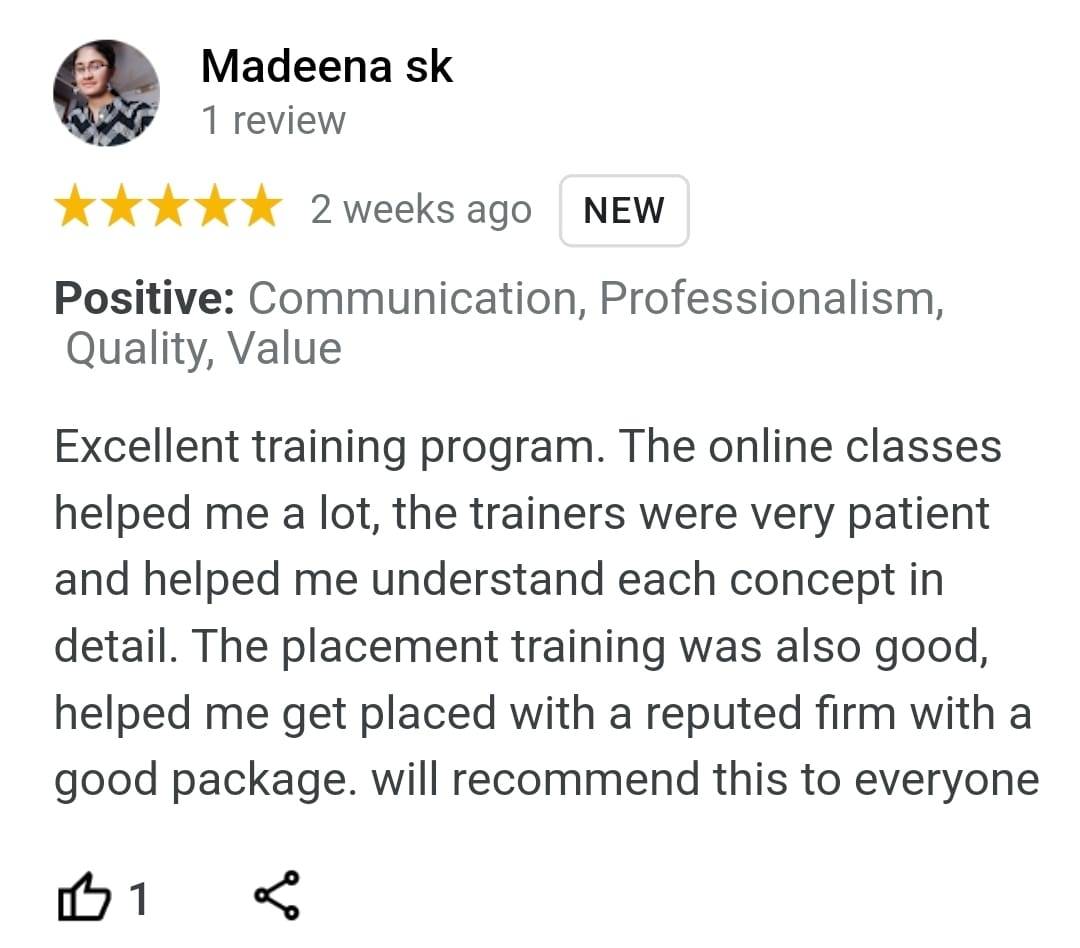 Madeena sk
1 review
2 weeks ago NEW
Positive: Communication, Professionalism,
Quality, Value
Excellent training program. The online classes
helped me a lot, the trainers were very patient
and helped me understand each concept in
detail. The placement training was also good,
helped me get placed with a reputed firm with a
good package. will recommend this to everyone
1